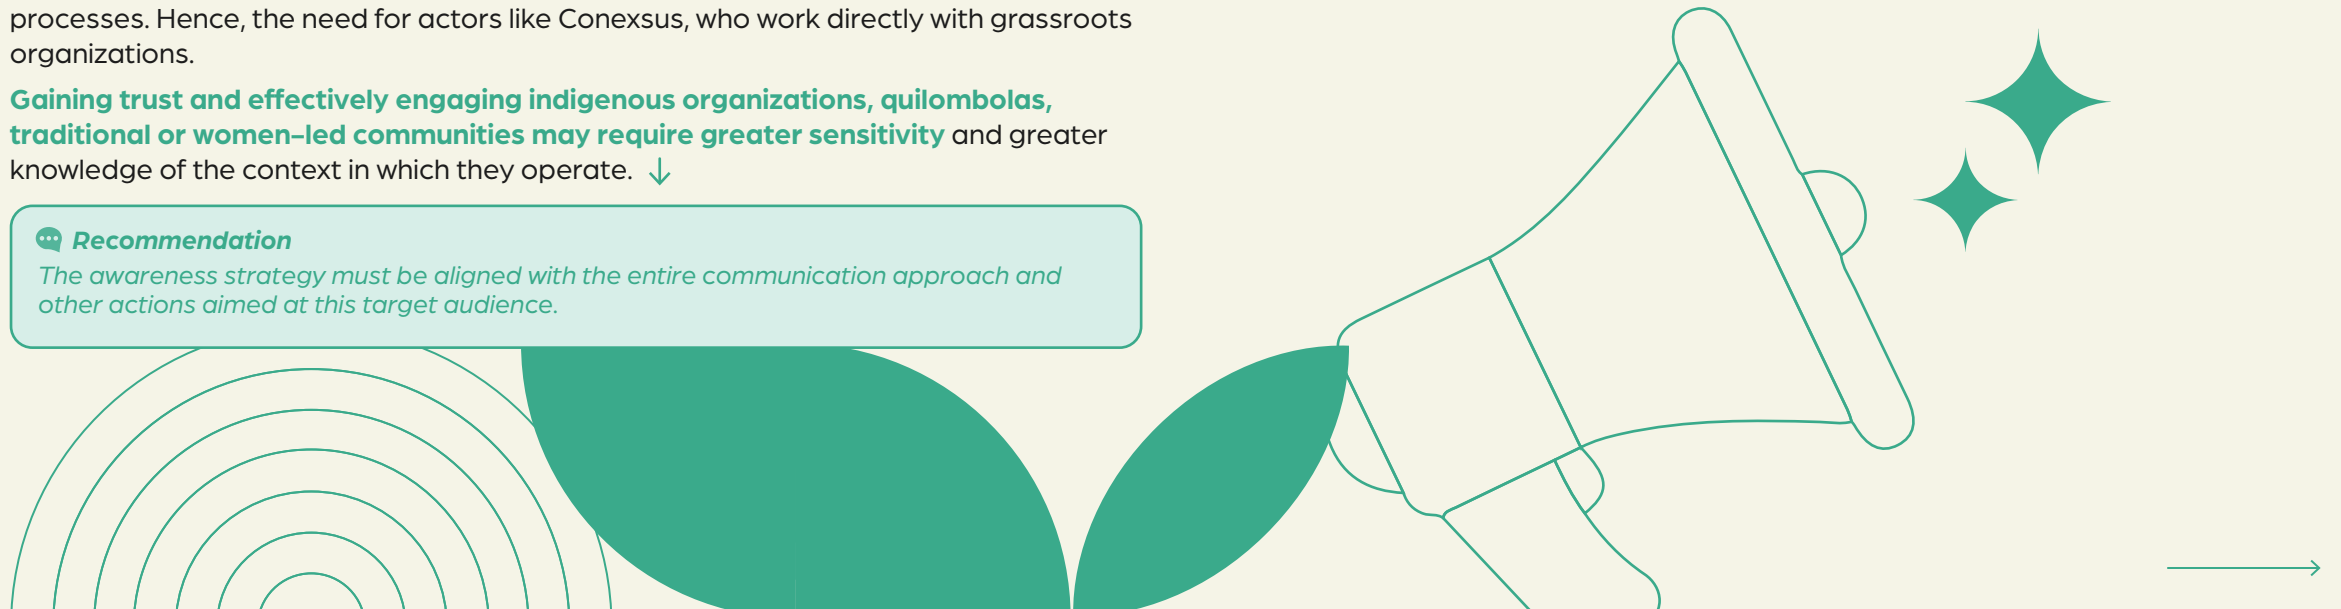 processes. Hence, the need for actors like Conexsus, who work directly with grassroots
organizations.
Gaining trust and effectively engaging indigenous organizations, quilombolas,
traditional or women-led communities may require greater sensitivity and greater
knowledge of the context in which they operate. ↓
Recommendation
The awareness strategy must be aligned with the entire communication approach and
other actions aimed at this target audience.